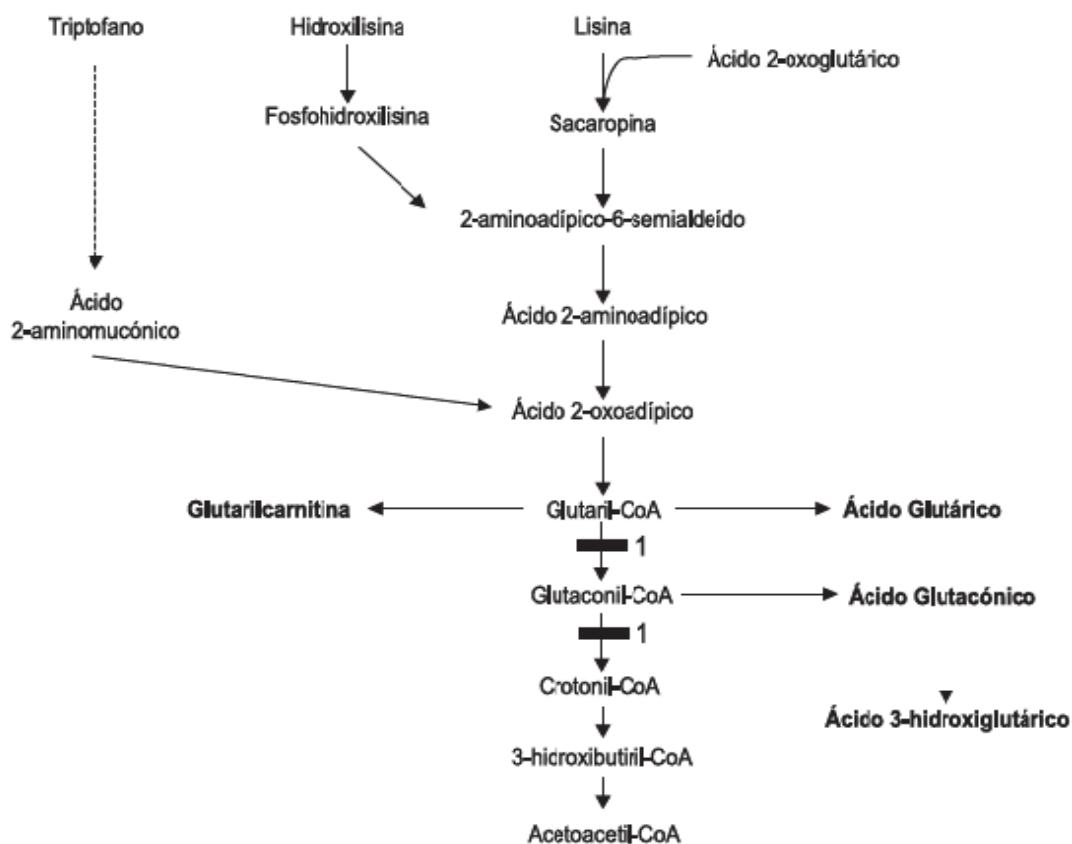 Triptofano
Hidroxilisina
Lisina
Ácido 2-oxoglutárico
Fosfohidroxilisina
Sacaropina
2-aminoadípico-6-semialdeído
Ácido
2-aminomucónico
Ácido 2-aminoadípico
Ácido 2-oxoadípico
Glutarilcarnitina
Glutaril-CoA
Ácido Glutárico
1
Glutaconil-CoA
Ácido Glutacónico
1
Crotonil-CoA
Ácido 3-hidroxiglutárico
3-hidroxibutiril-CoA
Acetoacetil-CoA